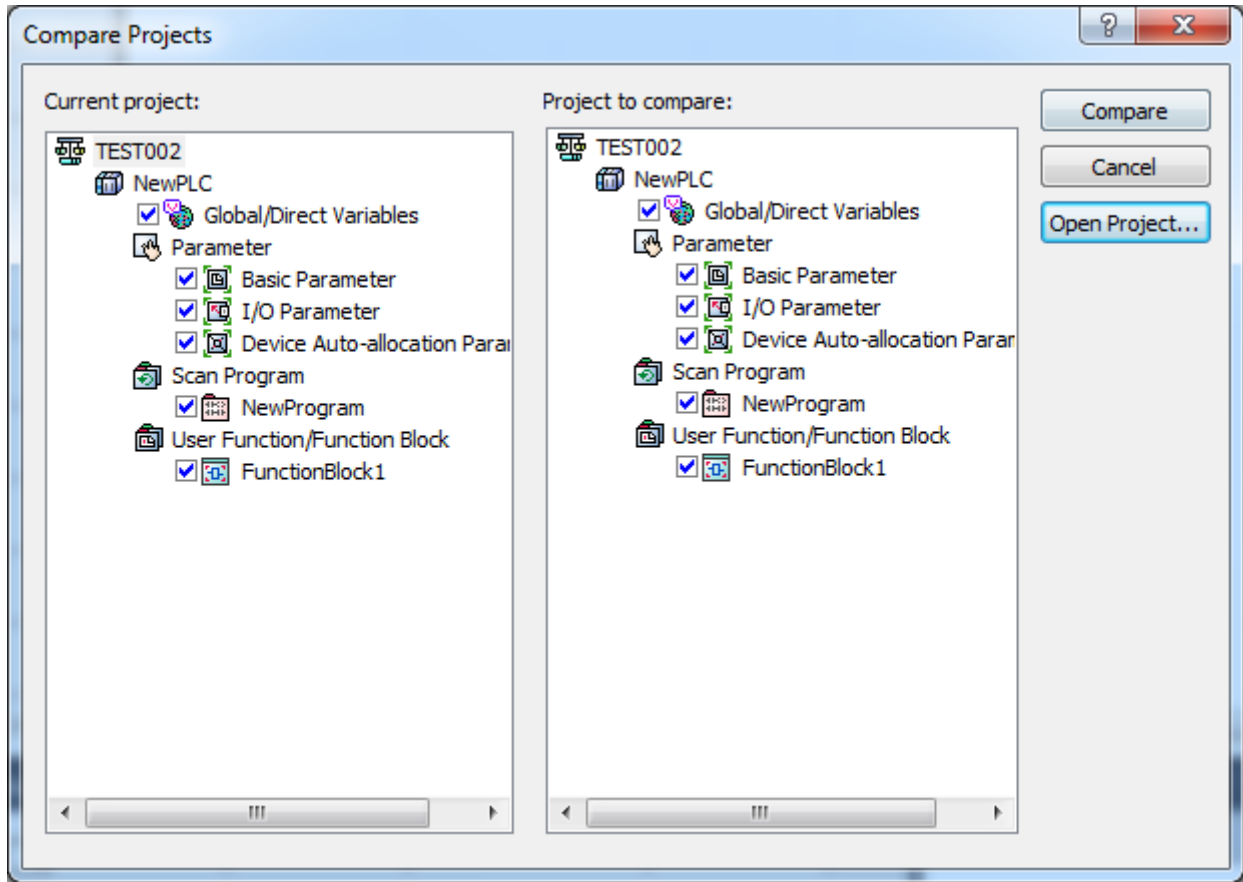 Compare Projects
Current project:
TEST002
NewPLC
Global/Direct Variables
Parameter
Basic Parameter
I/O Parameter
Device Auto-allocation Para
Scan Program
NewProgram
User Function/Function Block
FunctionBlock1
Project to compare:
TEST002
NewPLC
Global/Direct Variables
Parameter
Basic Parameter
I/O Parameter
Device Auto-allocation Parar
Scan Program
NewProgram
User Function/Function Block
FunctionBlock1
Compare
Cancel
Open Project...